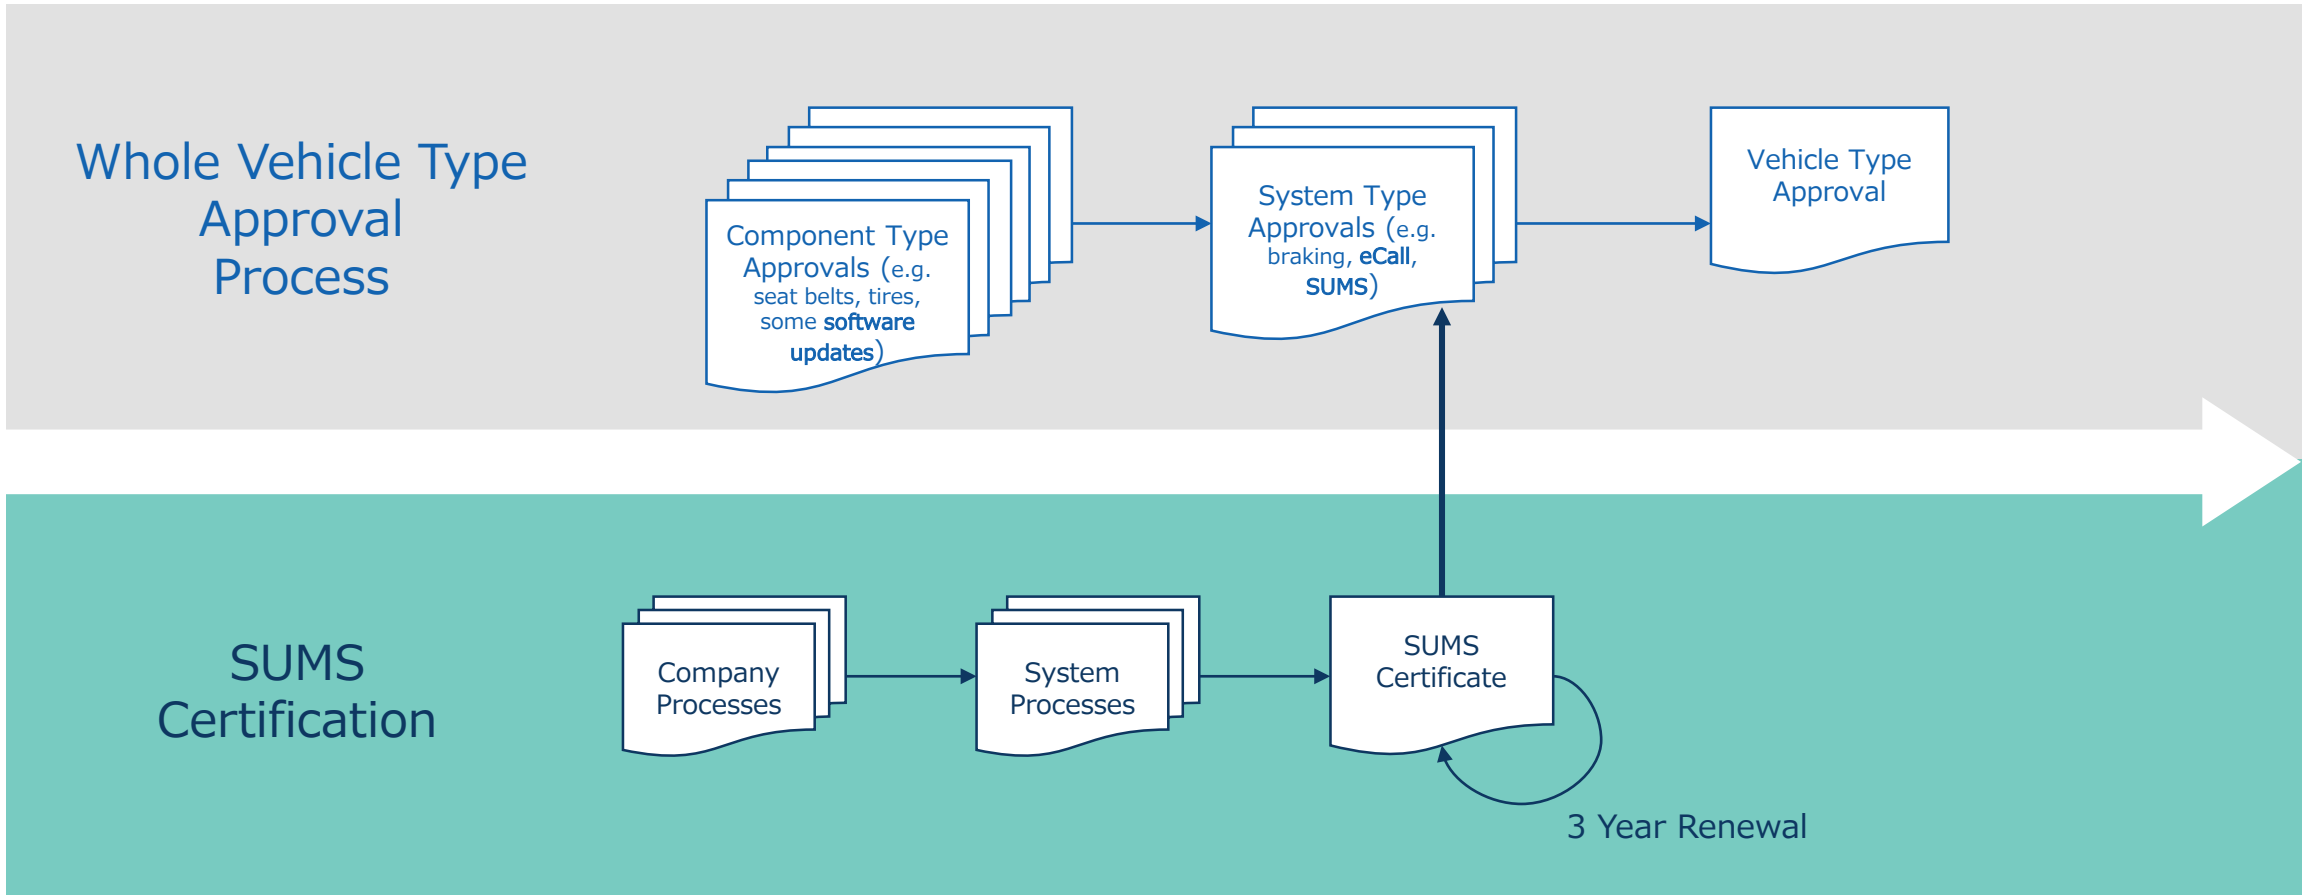 Whole Vehicle Type
Approval
Process
Component Type
Approvals (e.g.
seat belts, tires,
some software
updates)
System Type
Approvals (e.g.
braking, eCall,
SUMS)
Vehicle Type
Approval
SUMS
Certification
Company
Processes
System
Processes
SUMS
Certificate
3 Year Renewal